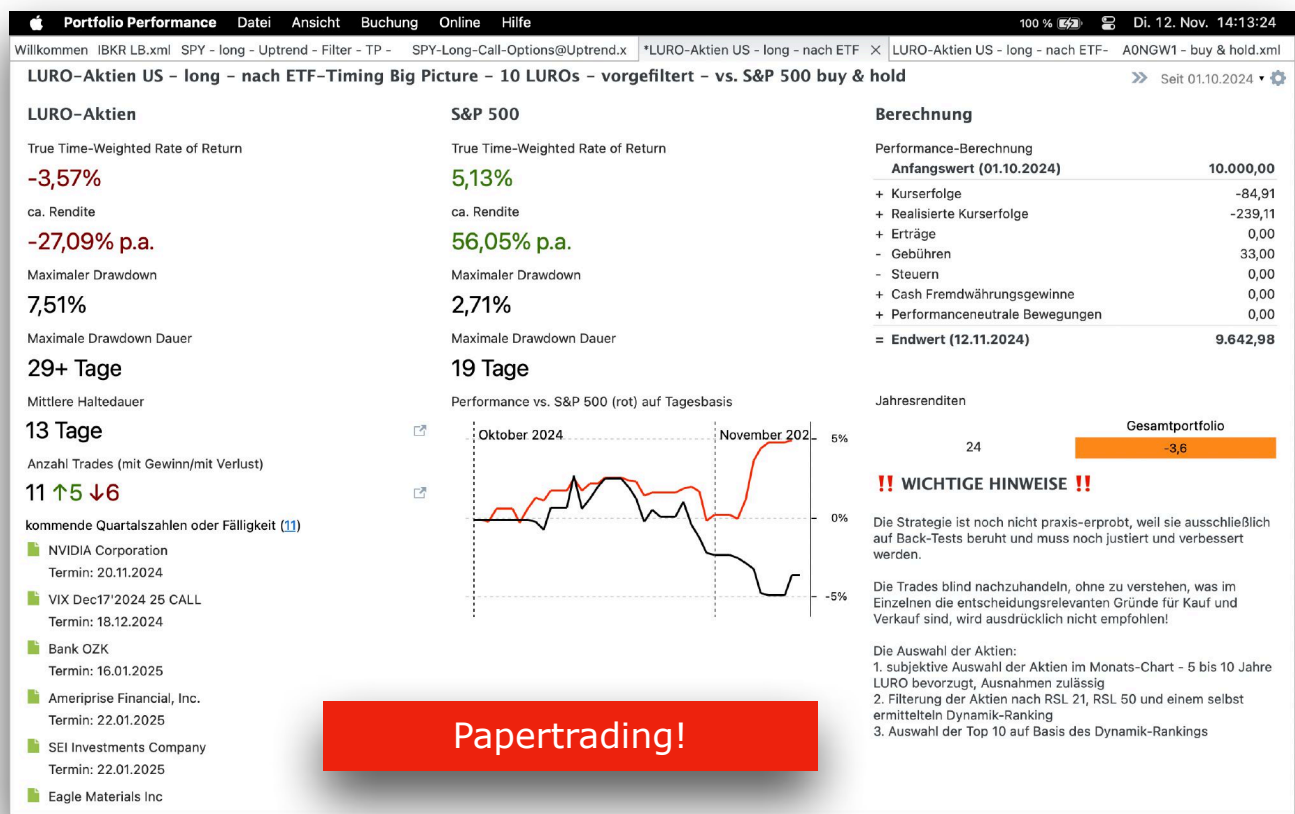 Portfolio Performance Datei Ansicht Buchung Online Hilfe 100 % Di. 12. Nov. 14:13:24
Willkommen IBKR LB.xml SPY - long - Uptrend - Filter - TP - SPY-Long-Call-Options@Uptrend.x *LURO-Aktien US - long - nach ETF × LURO-Aktien US - long - nach ETF- A0NGW1 - buy & hold.xml
LURO-Aktien US - long - nach ETF-Timing Big Picture - 10 LUROs - vorgefiltert - vs. S&P 500 buy & hold
Seit 01.10.2024
LURO-Aktien
True Time-Weighted Rate of Return
-3,57%
ca. Rendite
-27,09% p.a.
Maximaler Drawdown
7,51%
Maximale Drawdown Dauer
29+ Tage
Mittlere Haltedauer
13 Tage
Anzahl Trades (mit Gewinn/mit Verlust)
11 ↑5 ↓6
kommende Quartalszahlen oder Fälligkeit (11)
NVIDIA Corporation
Termin: 20.11.2024
VIX Dec17'2024 25 CALL
Termin: 18.12.2024
Bank OZK
Termin: 16.01.2025
Ameriprise Financial, Inc.
Termin: 22.01.2025
SEI Investments Company
Termin: 22.01.2025
Eagle Materials Inc
S&P 500
True Time-Weighted Rate of Return
5,13%
ca. Rendite
56,05% p.a.
Maximaler Drawdown
2,71%
Maximale Drawdown Dauer
19 Tage
Performance vs. S&P 500 (rot) auf Tagesbasis
Oktober 2024 November 202
5%
0%
-5%
Papertrading!
Berechnung
Performance-Berechnung
Anfangswert (01.10.2024) 10.000,00
+ Kurserfolge -84,91
+ Realisierte Kurserfolge -239,11
+ Erträge 0,00
- Gebühren 33,00
- Steuern 0,00
+ Cash Fremdwährungsgewinne 0,00
+ Performanceneutrale Bewegungen 0,00
= Endwert (12.11.2024) 9.642,98
Jahresrenditen
Gesamtportfolio
24 -3,6
‼ WICHTIGE HINWEISE ‼
Die Strategie ist noch nicht praxis-erprobt, weil sie ausschließlich
auf Back-Tests beruht und muss noch justiert und verbessert
werden.
Die Trades blind nachzuhandeln, ohne zu verstehen, was im
Einzelnen die entscheidungsrelevanten Gründe für Kauf und
Verkauf sind, wird ausdrücklich nicht empfohlen!
Die Auswahl der Aktien:
1. subjektive Auswahl der Aktien im Monats-Chart - 5 bis 10 Jahre
LURO bevorzugt, Ausnahmen zulässig
2. Filterung der Aktien nach RSL 21, RSL 50 und einem selbst
ermittelteln Dynamik-Ranking
3. Auswahl der Top 10 auf Basis des Dynamik-Rankings